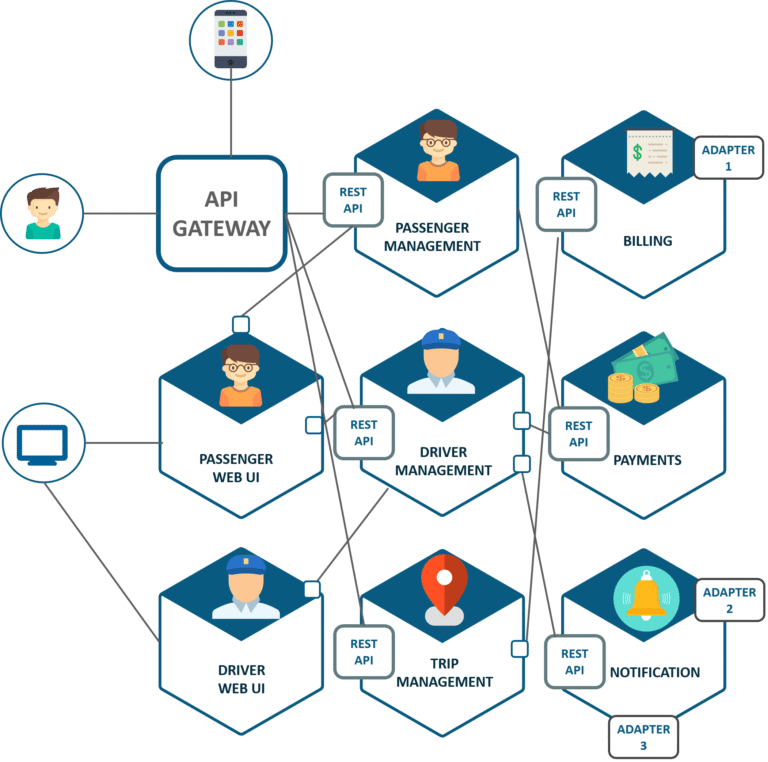 API
GATEWAY
REST
API
PASSENGER
MANAGEMENT
REST
API
BILLING
ADAPTER
1
PASSENGER
WEB UI
REST
API
DRIVER
MANAGEMENT
REST
API
PAYMENTS
DRIVER
WEB UI
REST
API
TRIP
MANAGEMENT
REST
API
NOTIFICATION
ADAPTER
2
ADAPTER
3